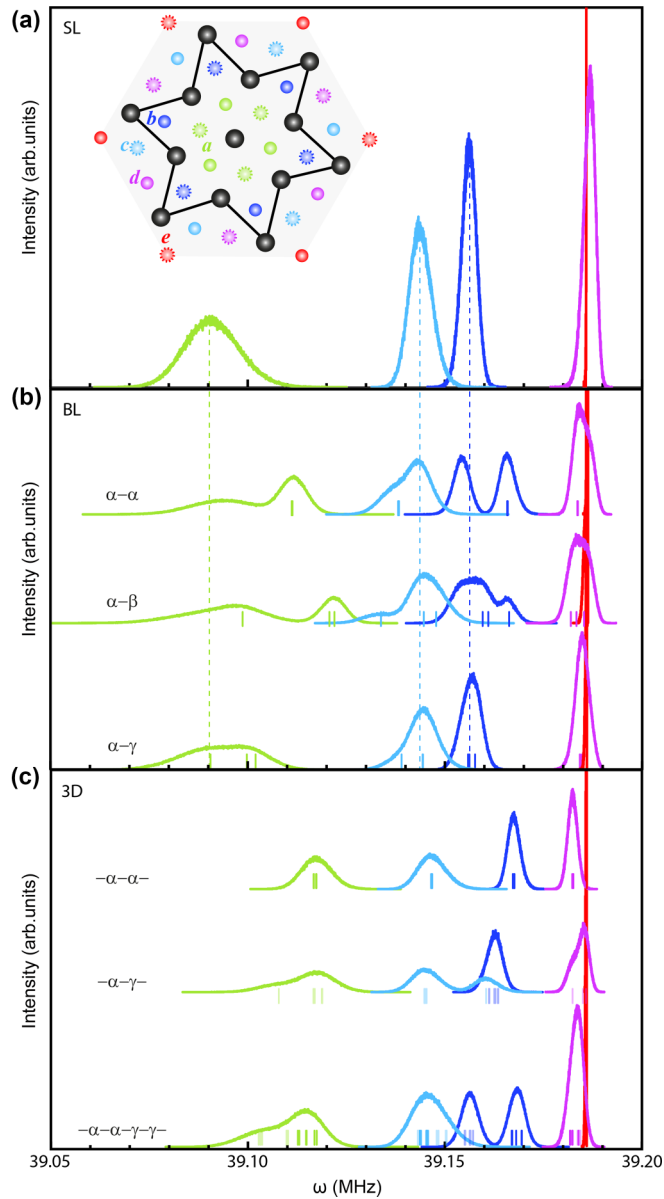 (a)
SL
b
a
c
d
e
Intensity (arb.units)
(b)
BL
α–α
α–β
α–γ
Intensity (arb.units)
(c)
3D
–α–α–
–α–γ–
–α–α–γ–γ–
Intensity (arb.units)
39.05
39.10
39.15
39.20
ω (MHz)